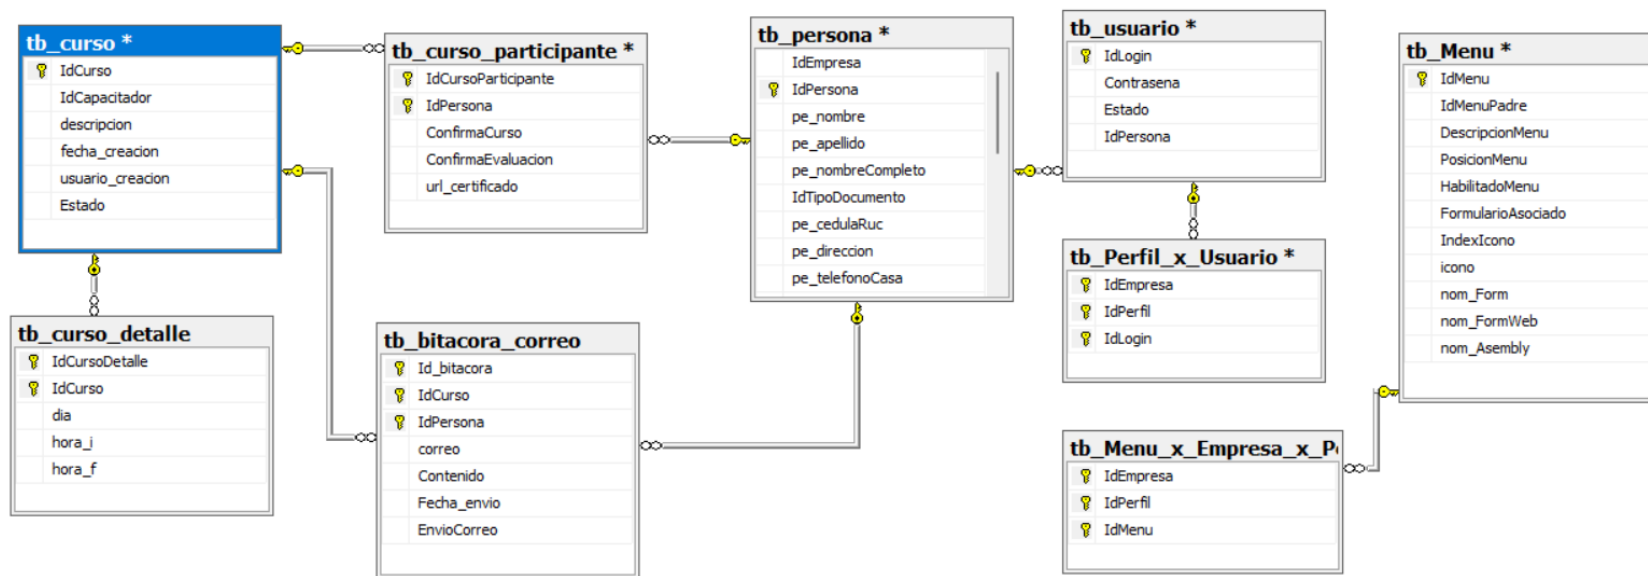 tb_curso *
IdCurso
IdCapacitador
descripcion
fecha_creacion
usuario_creacion
Estado
tb_curso_participante *
IdCursoParticipante
IdPersona
ConfirmaCurso
ConfirmaEvaluacion
url_certificado
tb_persona *
IdEmpresa
IdPersona
pe_nombre
pe_apellido
pe_nombreCompleto
IdTipoDocumento
pe_cedulaRuc
pe_direccion
pe_telefonoCasa
tb_usuario *
IdLogin
Contrasena
Estado
IdPersona
tb_Menu *
IdMenu
IdMenuPadre
DescripcionMenu
PosicionMenu
HabilitadoMenu
FormularioAsociado
IndexIcono
icono
nom_Form
nom_FormWeb
nom_Asembly
tb_Perfil_x_Usuario *
IdEmpresa
IdPerfil
IdLogin
tb_curso_detalle
IdCursoDetalle
IdCurso
dia
hora_i
hora_f
tb_bitacora_correo
Id_bitacora
IdCurso
IdPersona
correo
Contenido
Fecha_envio
EnvioCorreo
tb_Menu_x_Empresa_x_P
IdEmpresa
IdPerfil
IdMenu